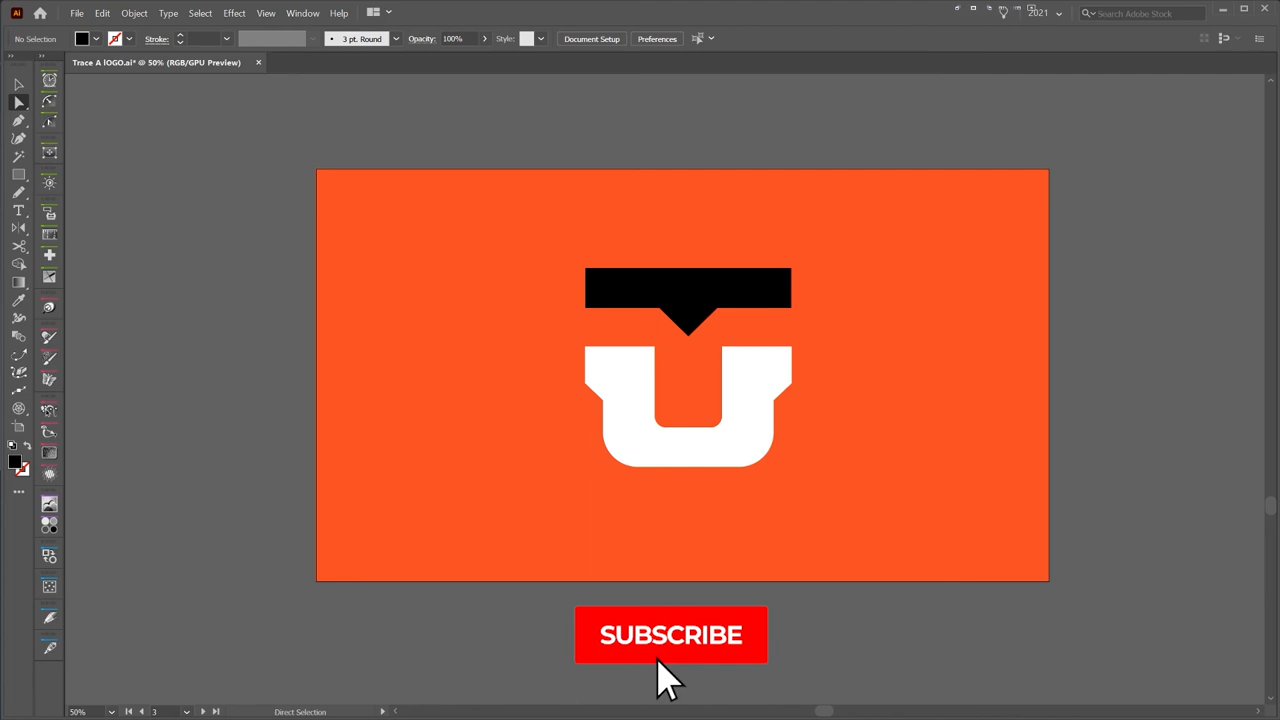 Ai File Edit Object Type Select Effect View Window Help 2021 Search Adobe Stock
No Selection Stroke: 3 pt. Round Opacity: 100% Style: Document Setup Preferences
Trace A lOGO.ai* @ 50% (RGB/GPU Preview)
SUBSCRIBE
50% 3 Direct Selection